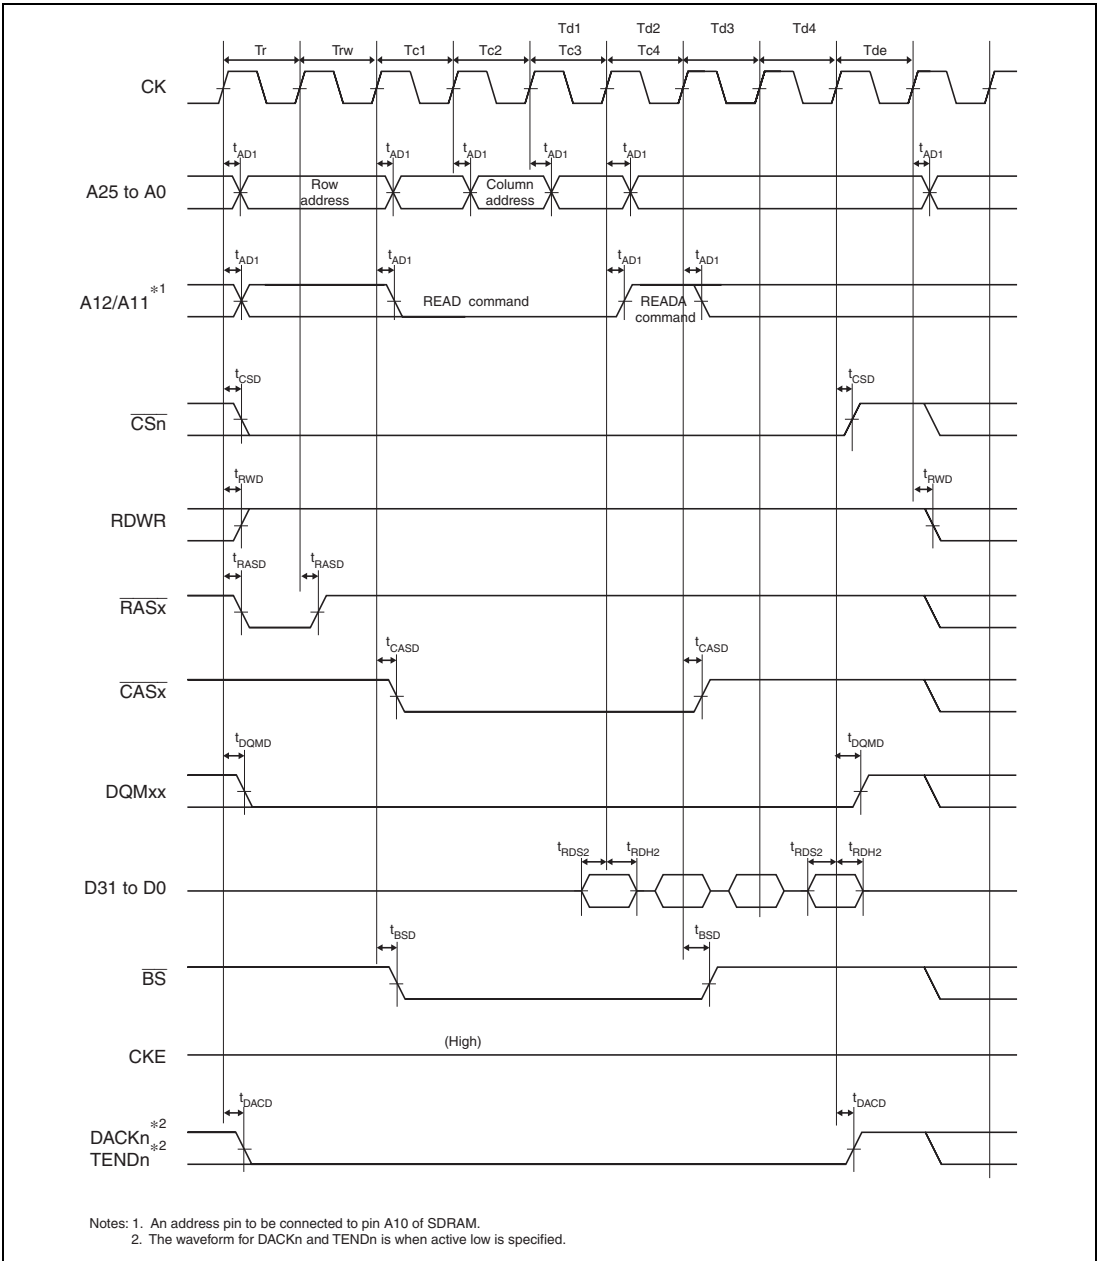 Td1 Td2 Td3 Td4
Tr Trw Tc1 Tc2 Tc3 Tc4 Tde
CK
tAD1 tAD1 tAD1 tAD1 tAD1 tAD1
A25 to A0
Row address
Column address
tAD1 tAD1 tAD1 tAD1
A12/A11*1
READ command
READA command
tCSD tCSD
CSn
tRWD tRWD
RDWR
tRASD tRASD
RASx
tCASD tCASD
CASx
tDQMD tDQMD
DQMxx
tRDS2 tRDH2 tRDS2 tRDH2
D31 to D0
tBSD tBSD
BS
(High)
CKE
tDACD tDACD
DACKn*2
TENDn*2
Notes: 1. An address pin to be connected to pin A10 of SDRAM.
2. The waveform for DACKn and TENDn is when active low is specified.